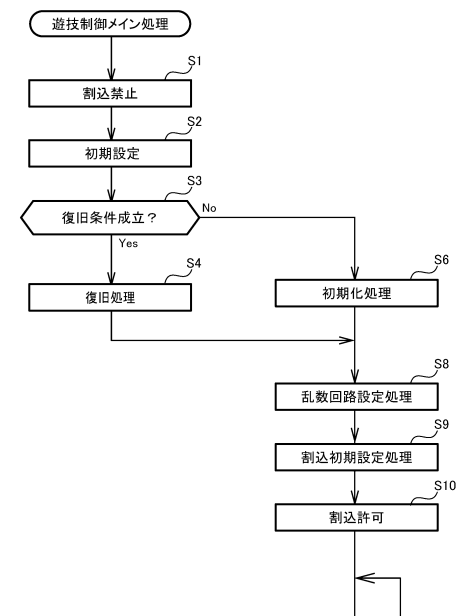 遊技制御メイン処理
S1
割込禁止
S2
初期設定
S3
復旧条件成立？
No
Yes
S4
復旧処理
S6
初期化処理
S8
乱数回路設定処理
S9
割込初期設定処理
S10
割込許可